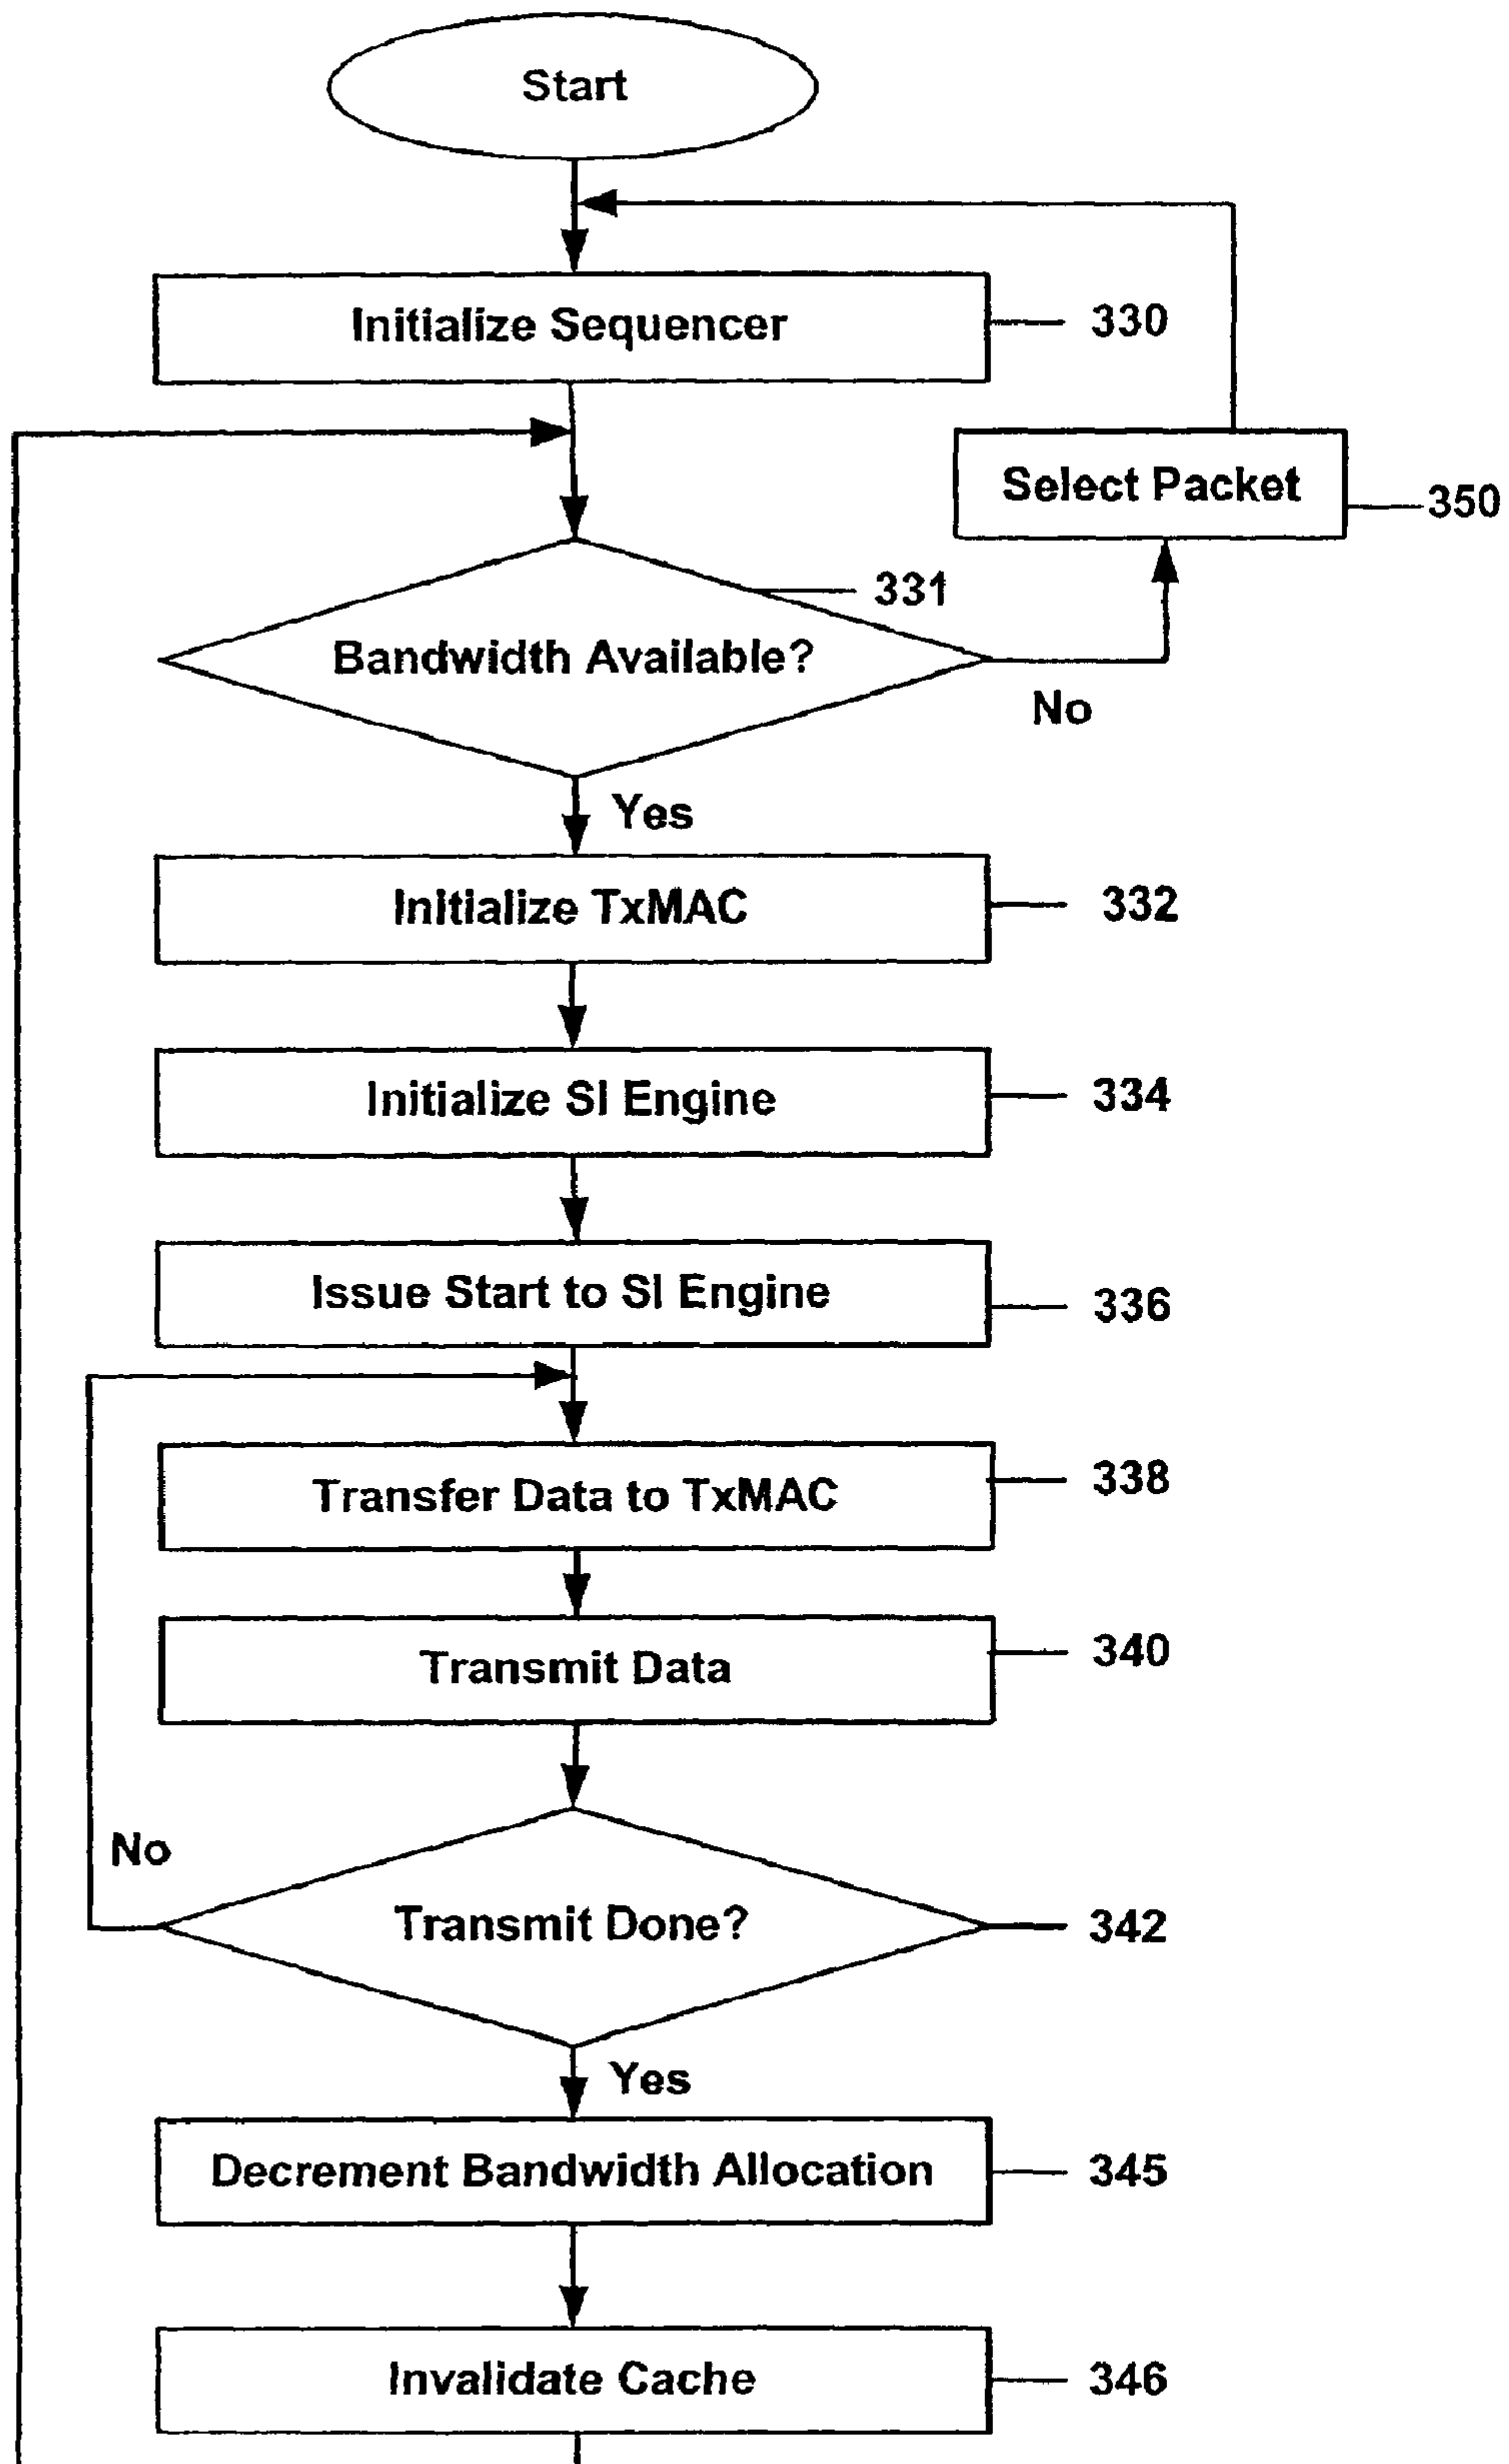 Start
Initialize Sequencer
330
Select Packet
350
331
Bandwidth Available?
No
Yes
Initialize TxMAC
332
Initialize SI Engine
334
Issue Start to SI Engine
336
Transfer Data to TxMAC
338
Transmit Data
340
No
Transmit Done?
342
Yes
Decrement Bandwidth Allocation
345
Invalidate Cache
346